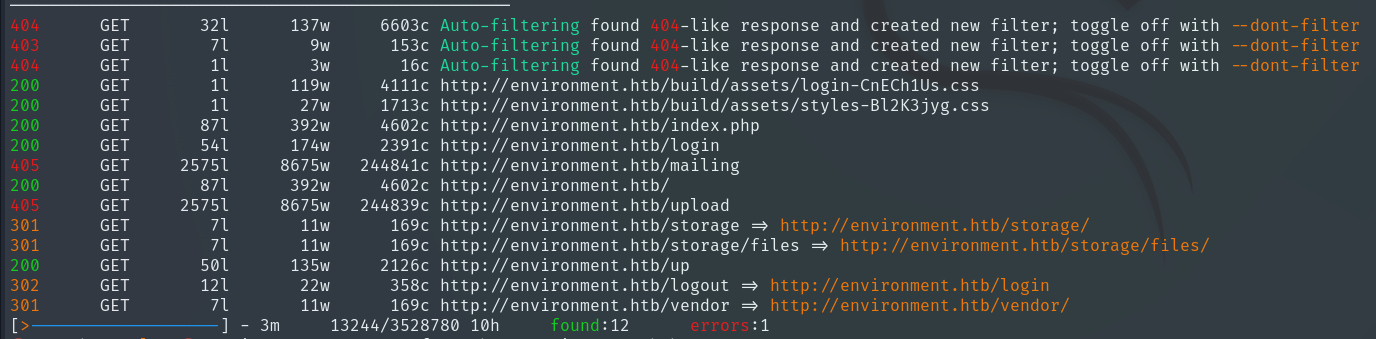 404 GET 32l 137w 6603c Auto-filtering found 404-like response and created new filter; toggle off with --dont-filter
403 GET 7l 9w 153c Auto-filtering found 404-like response and created new filter; toggle off with --dont-filter
404 GET 1l 3w 16c Auto-filtering found 404-like response and created new filter; toggle off with --dont-filter
200 GET 1l 119w 4111c http://environment.htb/build/assets/login-CnECh1Us.css
200 GET 1l 27w 1713c http://environment.htb/build/assets/styles-Bl2K3jyg.css
200 GET 87l 392w 4602c http://environment.htb/index.php
200 GET 54l 174w 2391c http://environment.htb/login
405 GET 2575l 8675w 244841c http://environment.htb/mailing
200 GET 87l 392w 4602c http://environment.htb/
405 GET 2575l 8675w 244839c http://environment.htb/upload
301 GET 7l 11w 169c http://environment.htb/storage => http://environment.htb/storage/
301 GET 7l 11w 169c http://environment.htb/storage/files => http://environment.htb/storage/files/
200 GET 50l 135w 2126c http://environment.htb/up
302 GET 12l 22w 358c http://environment.htb/logout => http://environment.htb/login
301 GET 7l 11w 169c http://environment.htb/vendor => http://environment.htb/vendor/
[>-------------------] - 3m 13244/3528780 10h found:12 errors:1